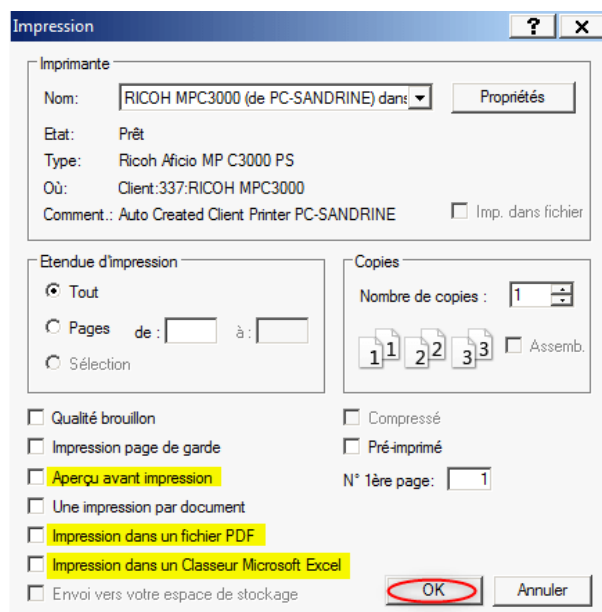 Impression
? X
Imprimante
Nom: RICOH MPC3000 (de PC-SANDRINE) dans Propriétés
Etat: Prêt
Type: Ricoh Aficio MP C3000 PS
Où: Client:337:RICOH MPC3000
Comment.: Auto Created Client Printer PC-SANDRINE Imp. dans fichier
Etendue d'impression
Tout
Pages de : à :
Sélection
Copies
Nombre de copies : 1
1 1 2 2 3 3 Assemb.
Qualité brouillon
Impression page de garde
Aperçu avant impression
Une impression par document
Impression dans un fichier PDF
Impression dans un Classeur Microsoft Excel
Envoi vers votre espace de stockage
Compressé
Pré-imprimé
N° 1ère page: 1
OK Annuler